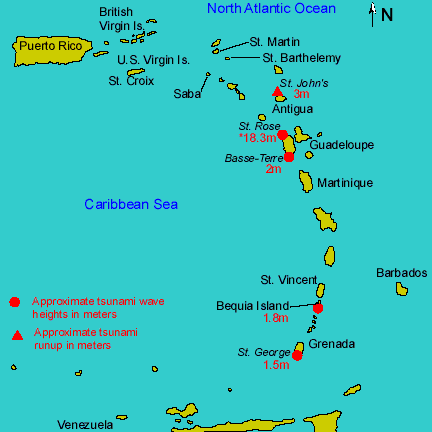 North Atlantic Ocean
N
British
Virgin Is.
Puerto Rico
St. Martin
U.S. Virgin Is.
St. Barthelemy
St. Croix
Saba
St. John's
3m
Antigua
St. Rose
*18.3m
Guadeloupe
Basse-Terre
2m
Martinique
Caribbean Sea
St. Vincent
Barbados
Approximate tsunami wave
heights in meters
Bequia Island
1.8m
Approximate tsunami
runup in meters
Grenada
St. George
1.5m
Venezuela